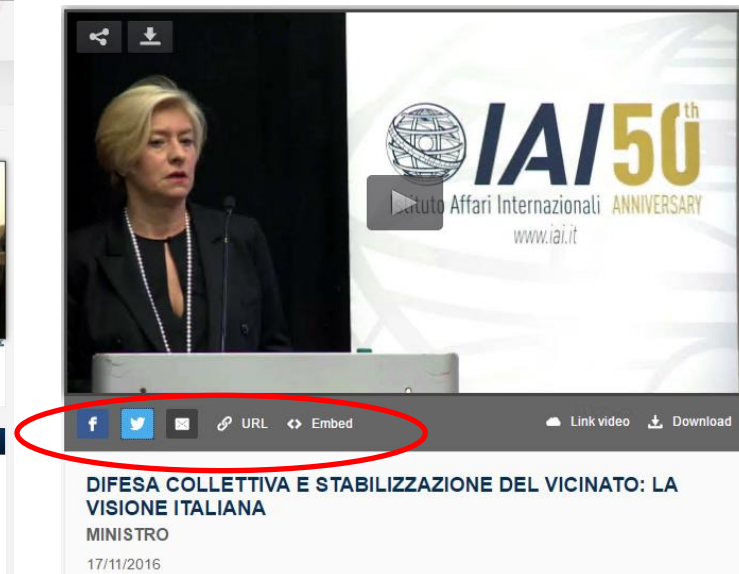 IAI 50th
Istituto Affari Internazionali ANNIVERSARY
www.iai.it
f URL <> Embed Link video Download
DIFESA COLLETTIVA E STABILIZZAZIONE DEL VICINATO: LA
VISIONE ITALIANA
MINISTRO
17/11/2016